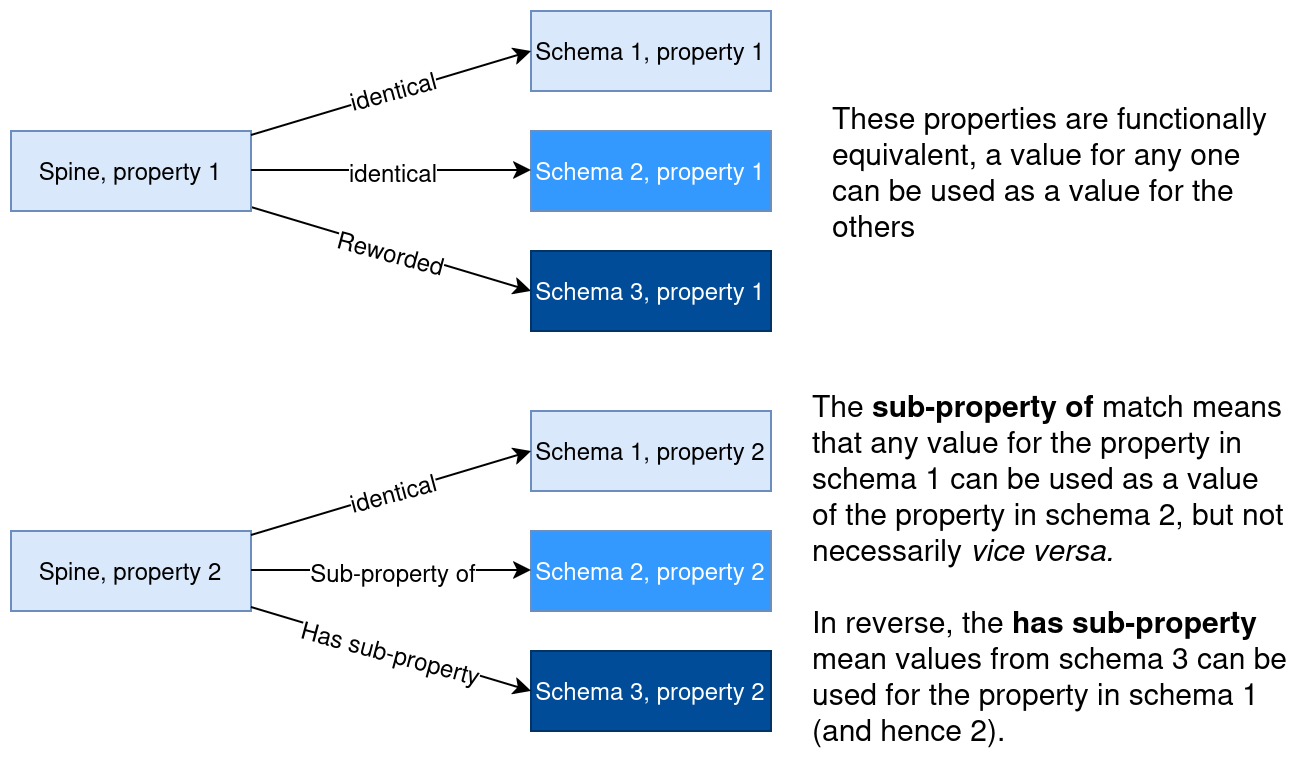 Schema 1, property 1
identical
Spine, property 1
identical
Schema 2, property 1
Reworded
Schema 3, property 1
These properties are functionally
equivalent, a value for any one
can be used as a value for the
others
Schema 1, property 2
identical
Spine, property 2
Sub-property of
Schema 2, property 2
Has sub-property
Schema 3, property 2
The sub-property of match means
that any value for the property in
schema 1 can be used as a value
of the property in schema 2, but not
necessarily vice versa.
In reverse, the has sub-property
mean values from schema 3 can be
used for the property in schema 1
(and hence 2).